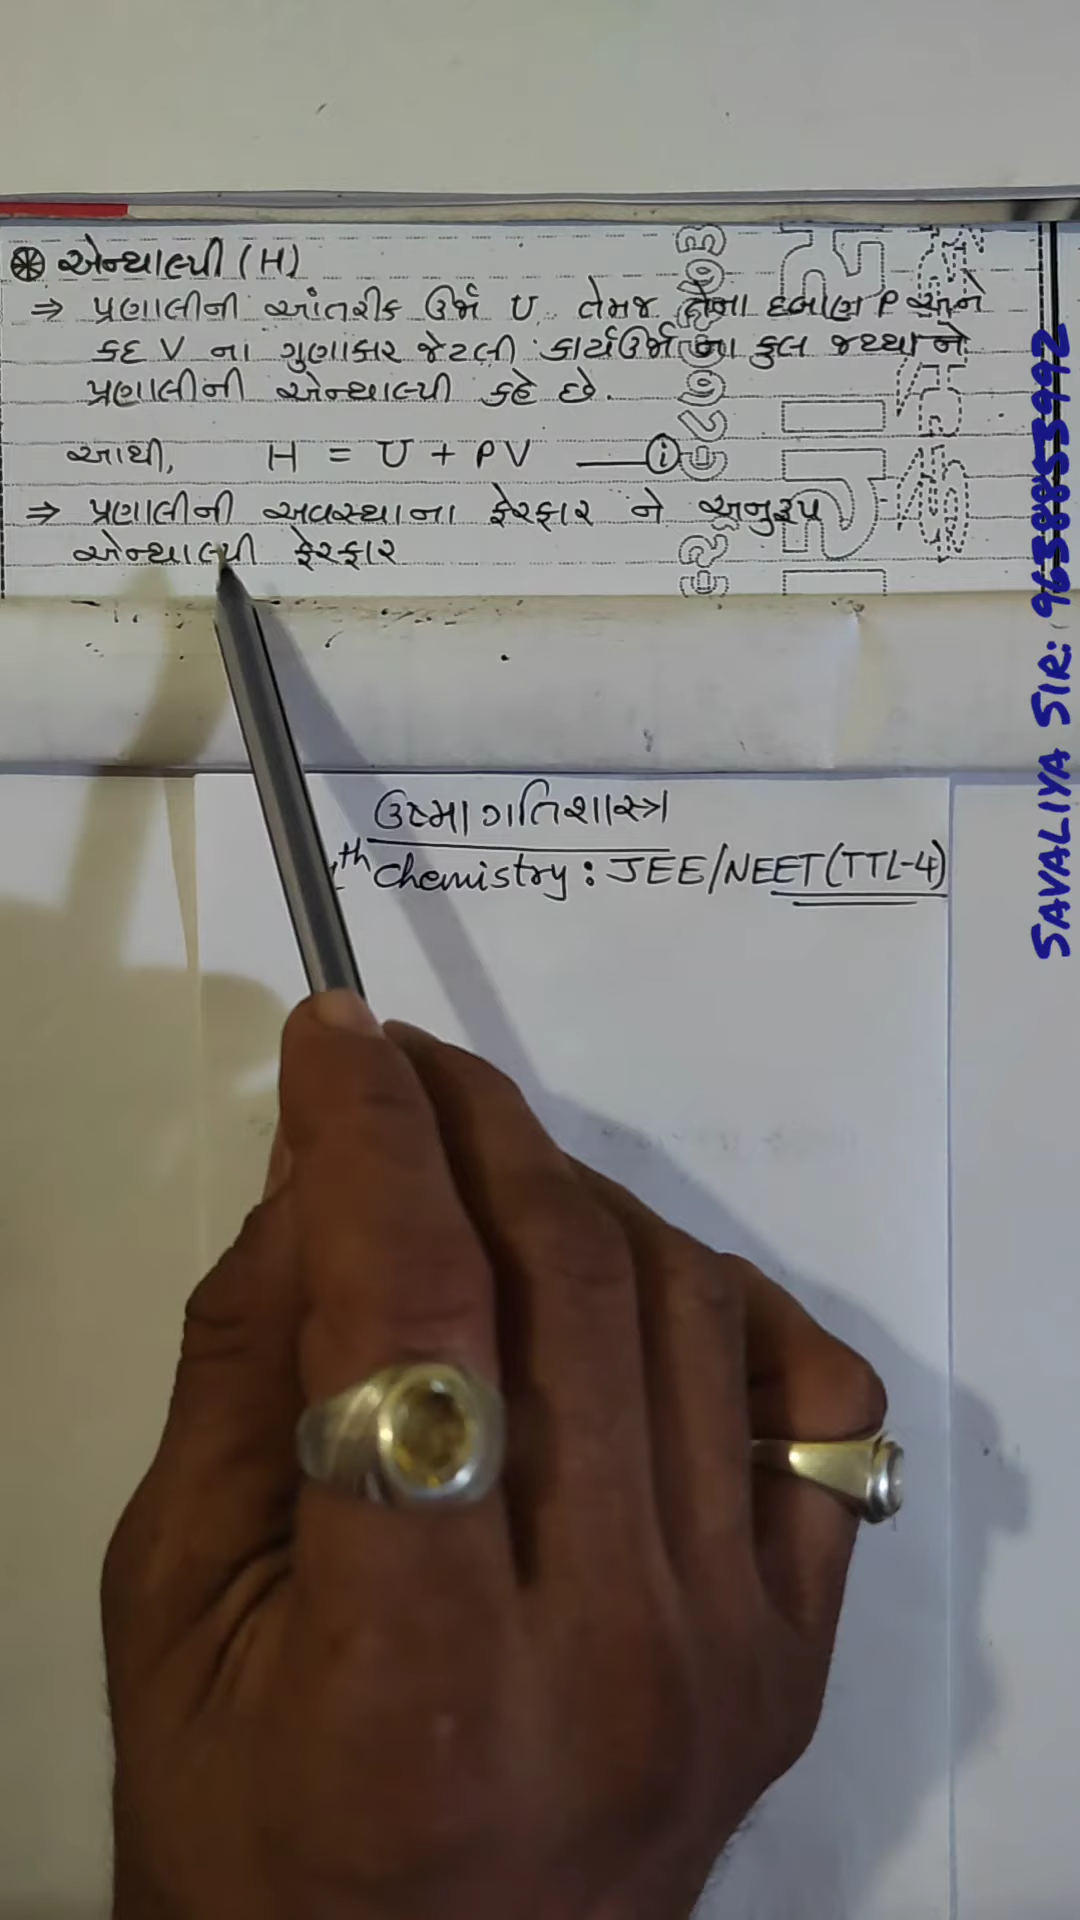 એન્થાલ્પી (H)
⇒ પ્રણાલીની આંતરીક ઉર્જા U તેમજ તેના દબાણ P અને
કદ V ના ગુણાકાર જેટલી કાર્યઉર્જા ના કુલ જથ્થા ને
પ્રણાલીની એન્થાલ્પી કહે છે.
આથી, H = U + PV —— (i)
⇒ પ્રણાલીની અવસ્થાના ફેરફાર ને અનુરૂપ
એન્થાલ્પી ફેરફાર
ઉષ્માગતિશાસ્ત્ર
th Chemistry : JEE/NEET (TTL-4)
SAVALIYA SIR: 9638853992